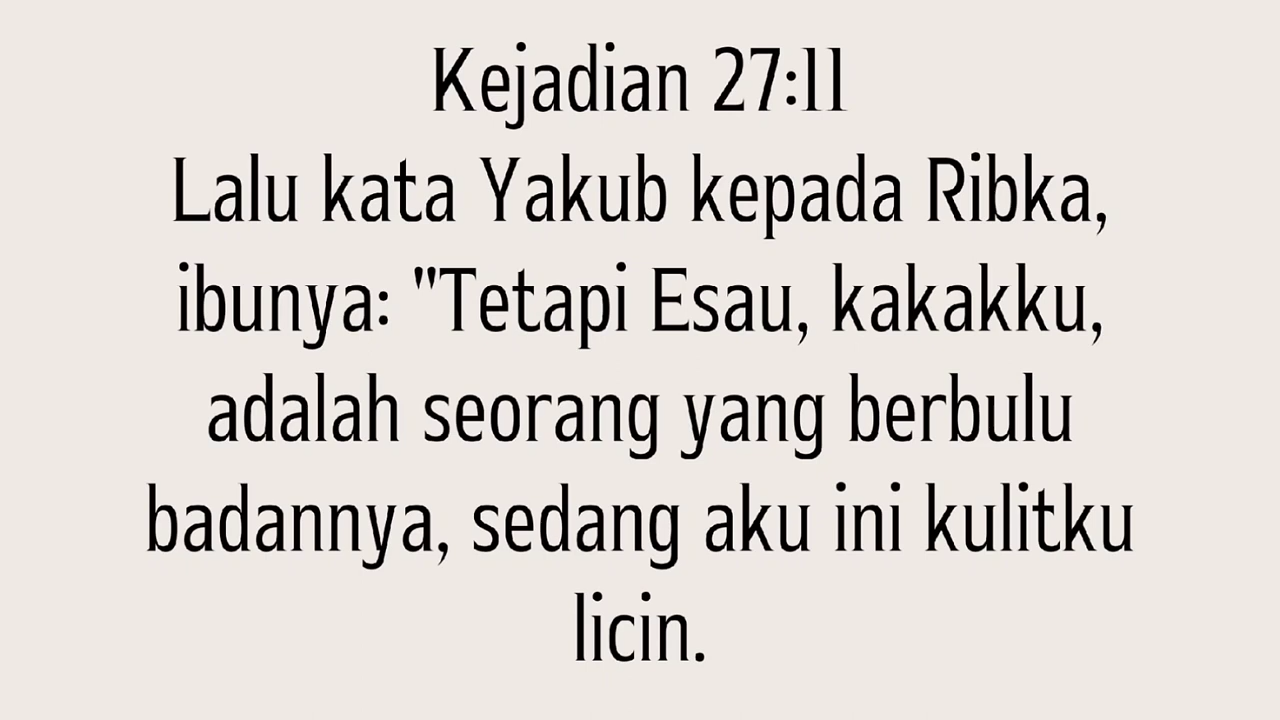 Kejadian 27:11
Lalu kata Yakub kepada Ribka,
ibunya: "Tetapi Esau, kakakku,
adalah seorang yang berbulu
badannya, sedang aku ini kulitku
licin.